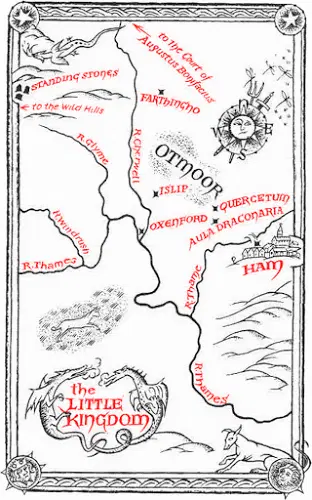 to the Court of
Augustus Bonifacius
STANDING STONES
to the Wild Hills
FARTHINGHO
R. Glyme
R. Cherwell
OTMOOR
N
W
E
S
ISLIP
QUERCETUM
OXENFORD
AULA DRACONARIA
R. Windrush
R. Thames
HAM
R. Thame
R. Thames
the
LITTLE
KINGDOM